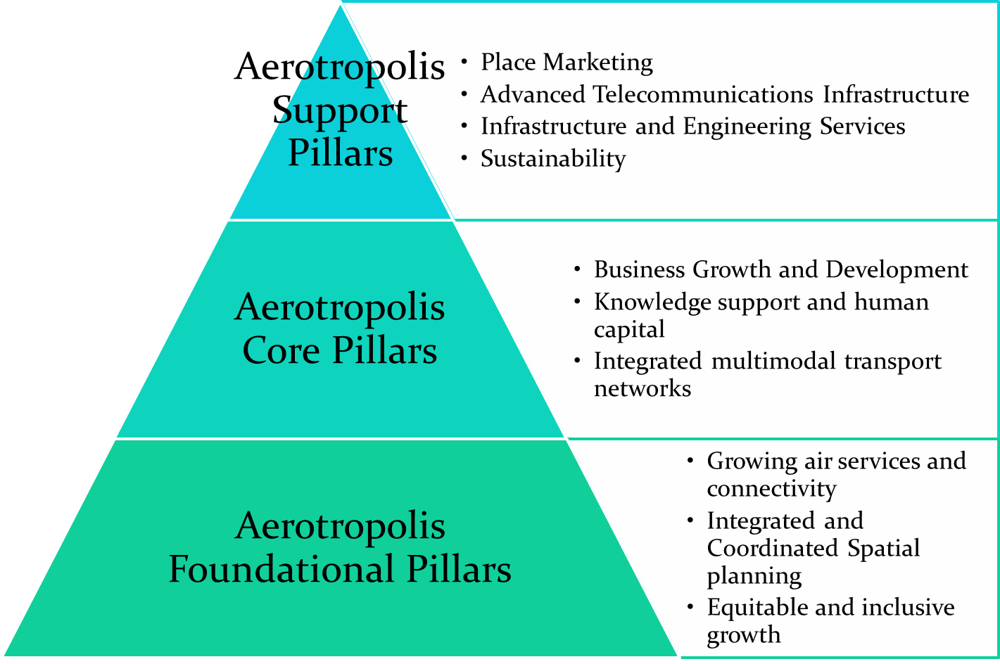 Aerotropolis
Support
Pillars
• Place Marketing
• Advanced Telecommunications Infrastructure
• Infrastructure and Engineering Services
• Sustainability
Aerotropolis
Core Pillars
• Business Growth and Development
• Knowledge support and human
capital
• Integrated multimodal transport
networks
Aerotropolis
Foundational Pillars
• Growing air services and
connectivity
• Integrated and
Coordinated Spatial
planning
• Equitable and inclusive
growth